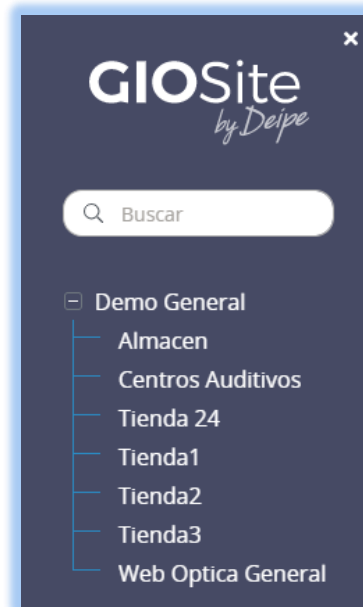 GIOSite
by Deipe
Buscar
Demo General
Almacen
Centros Auditivos
Tienda 24
Tienda1
Tienda2
Tienda3
Web Optica General